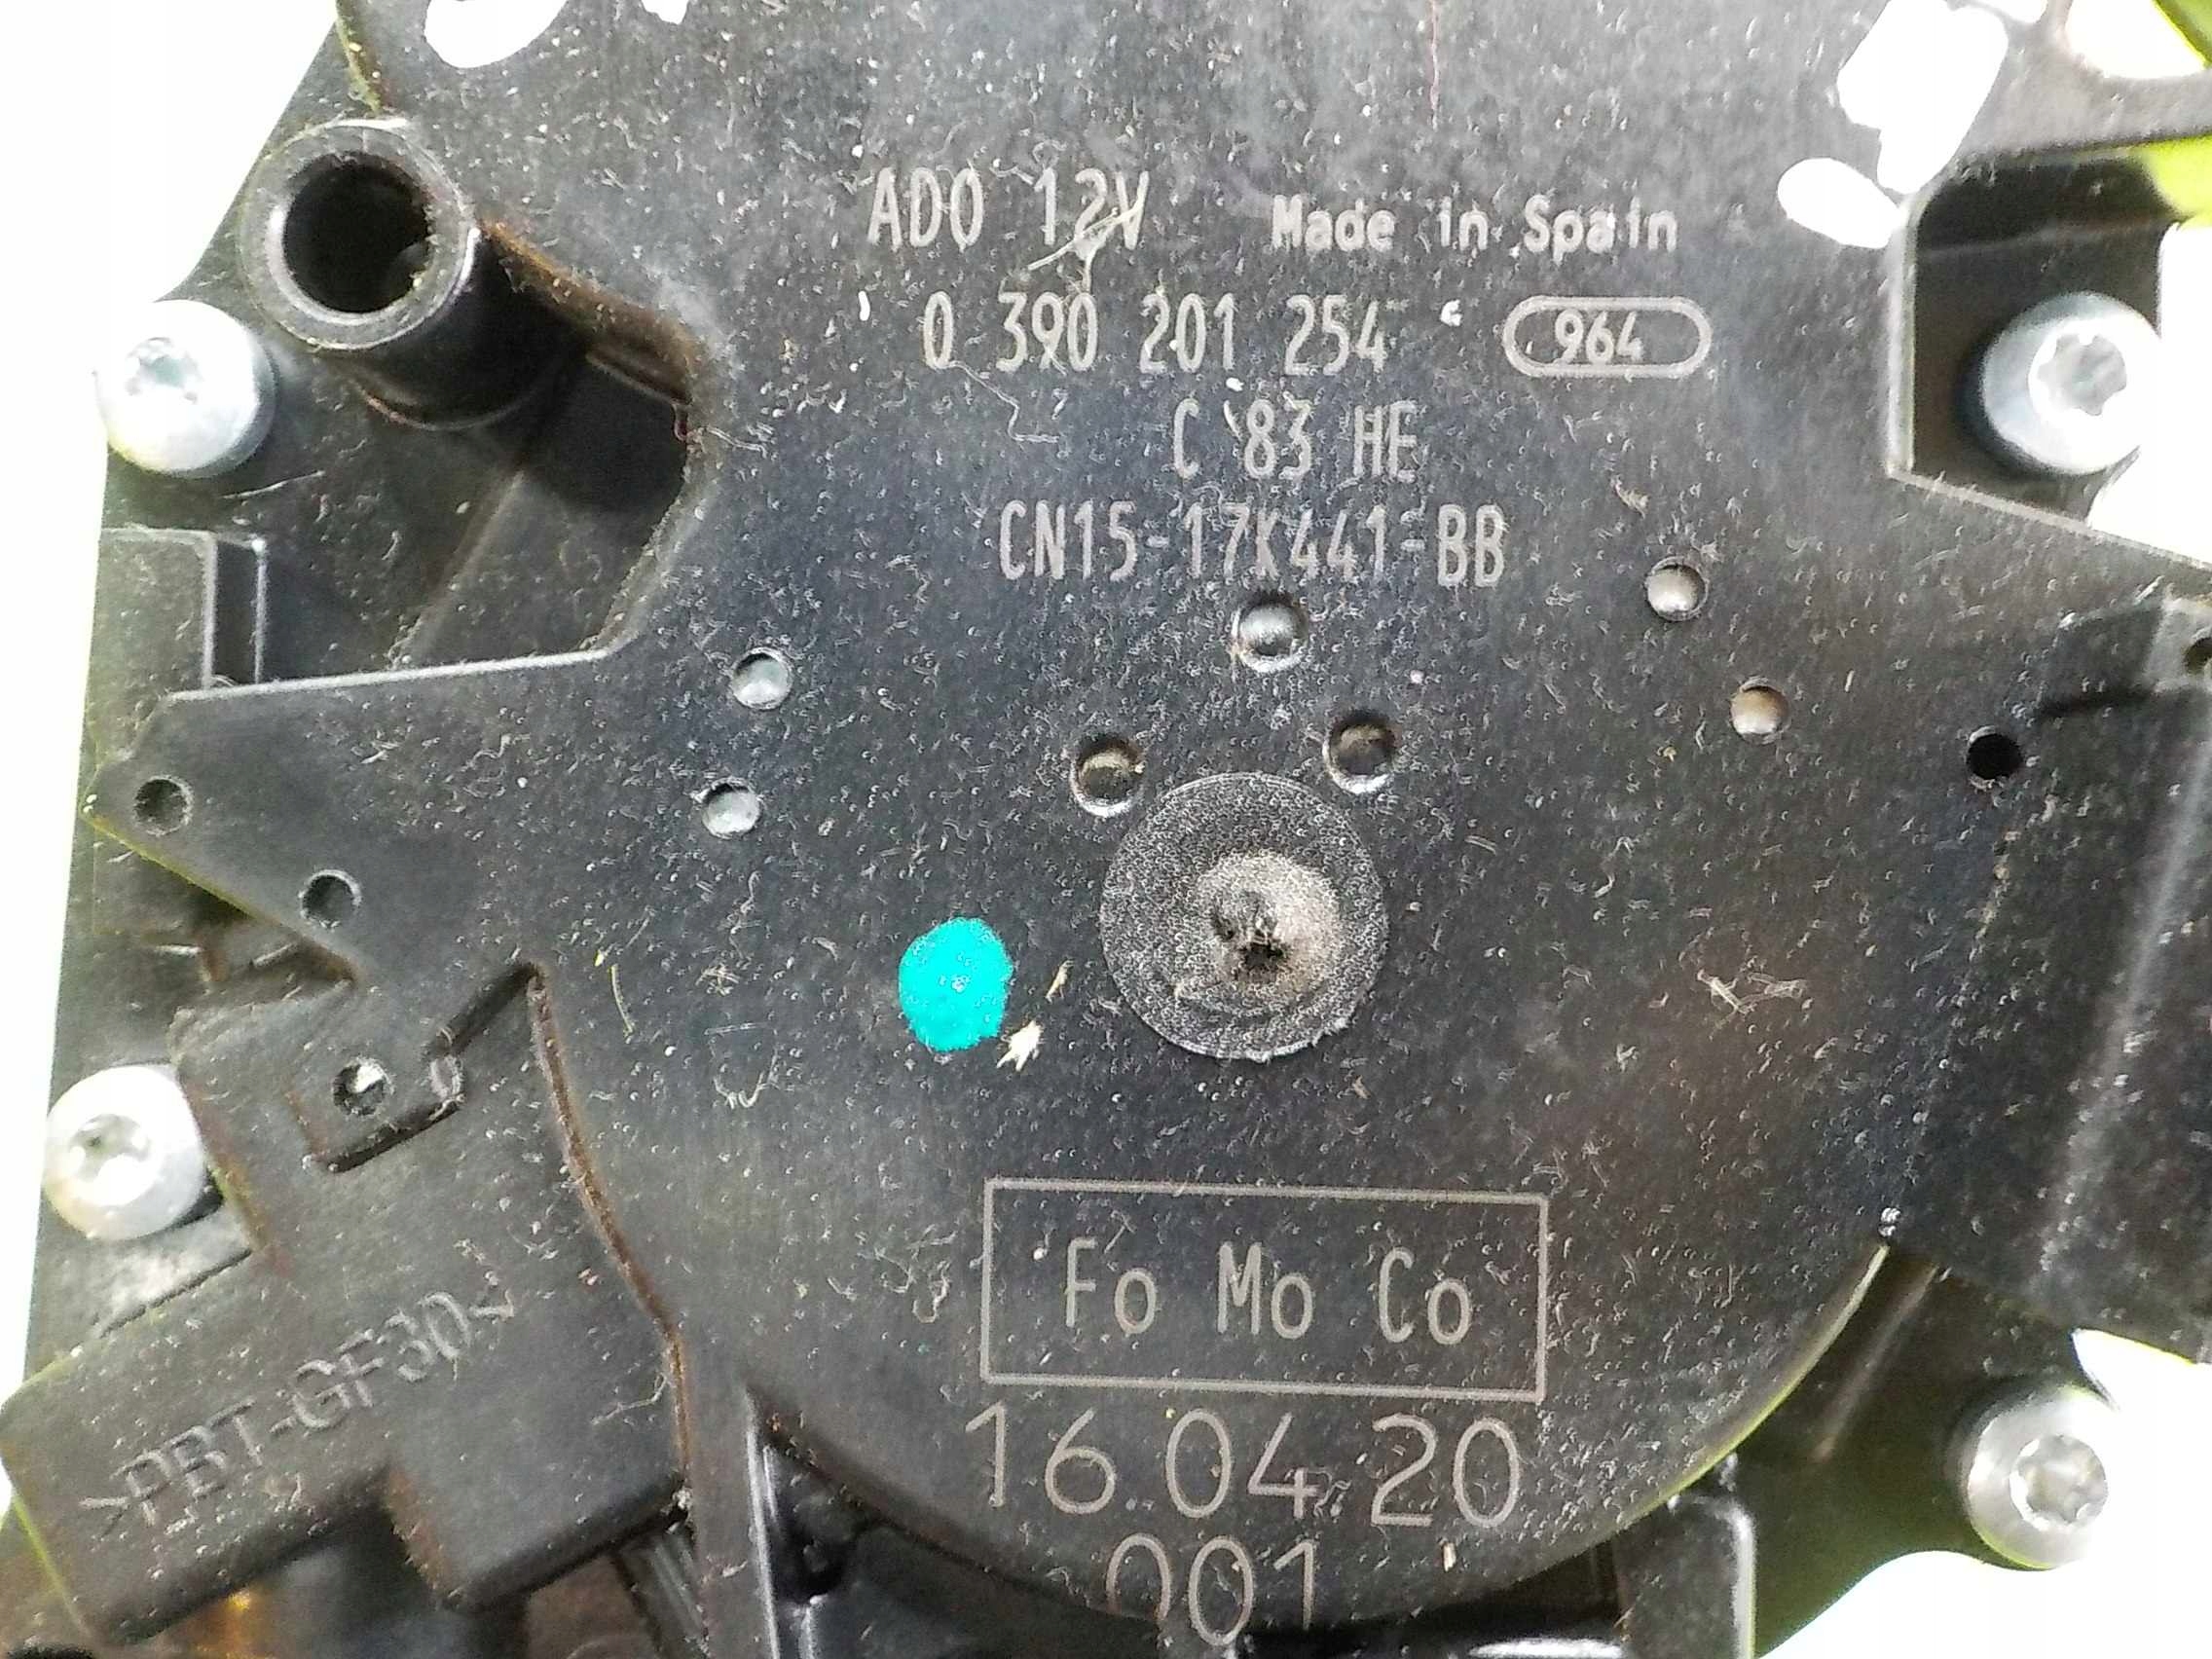 AD0 12V Made in Spain
0 390 201 254 964
C 83 HE
CN15-17K441-BB
Fo Mo Co
16.04.20
001
>PBT-GF30<